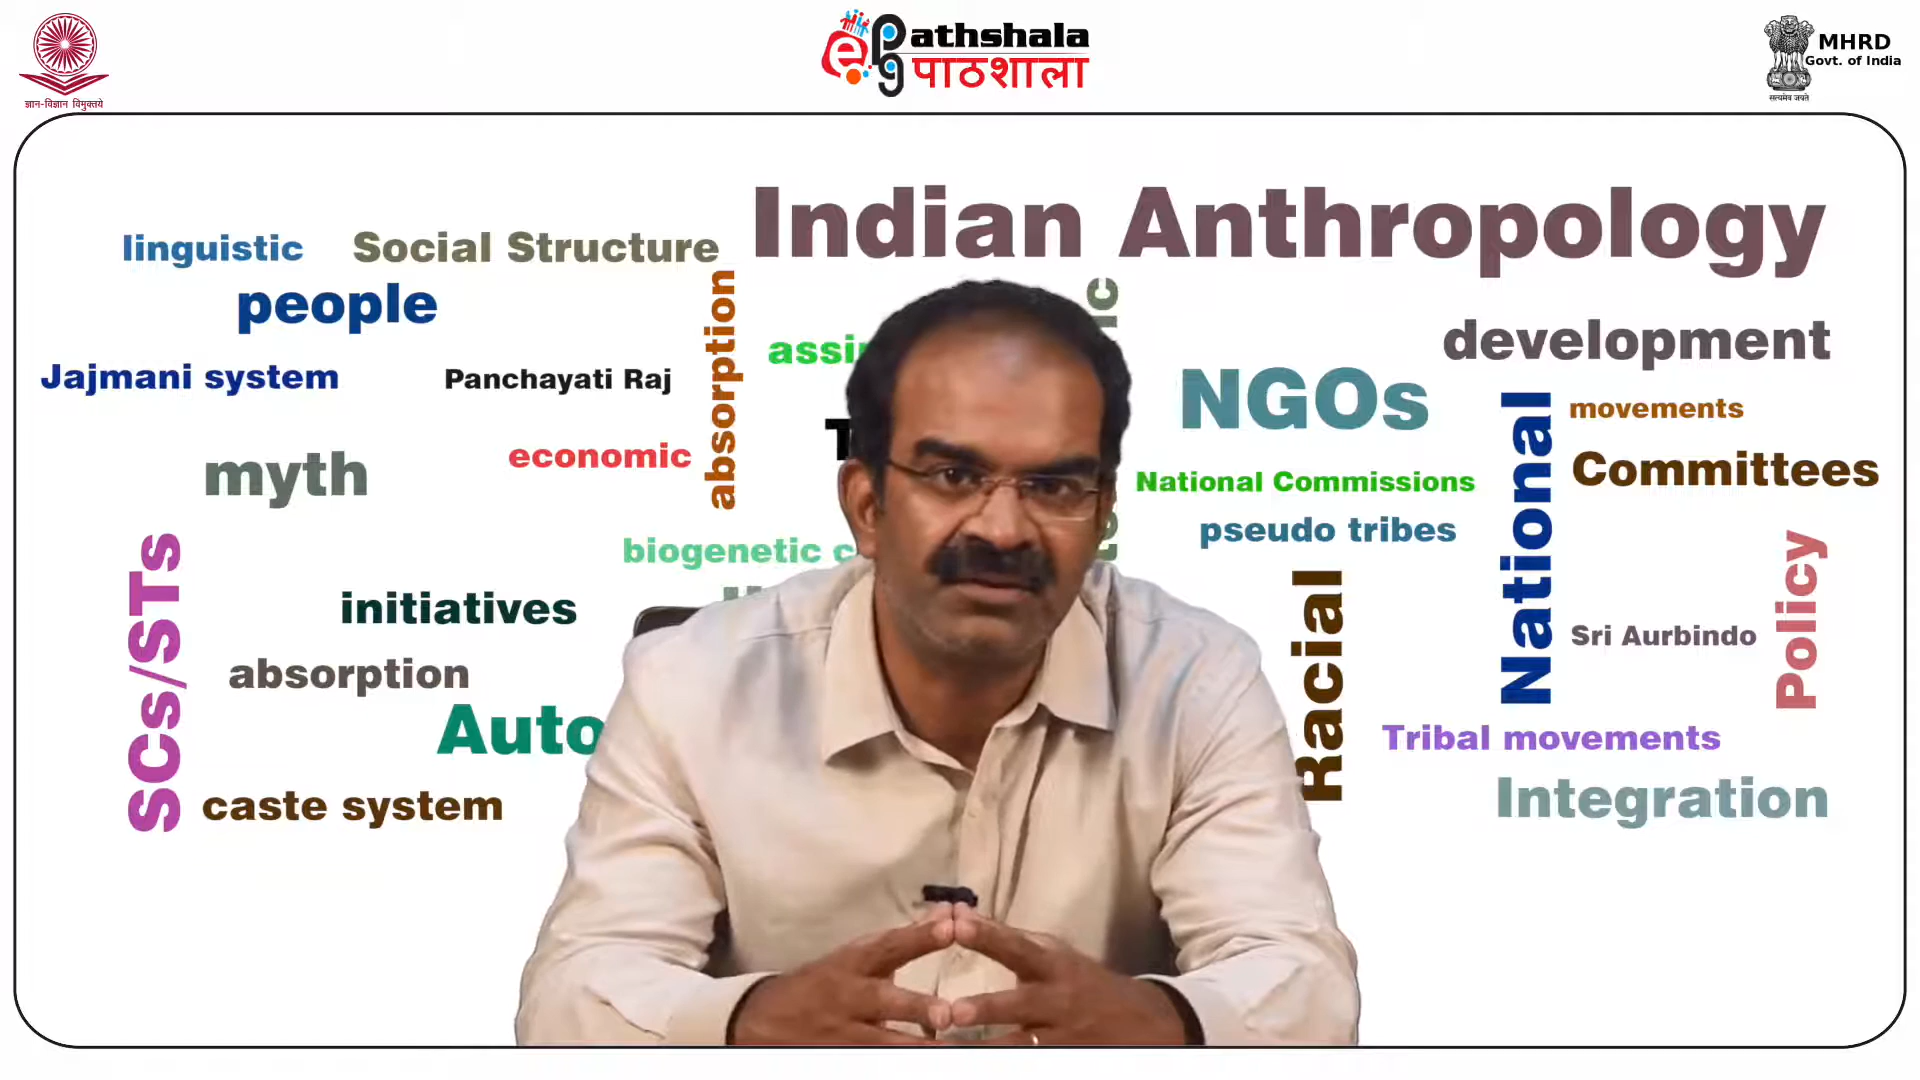 ज्ञान-विज्ञान विमुक्तये
ePathshala
पाठशाला
MHRD
Govt. of India
सत्यमेव जयते
Indian Anthropology
linguistic
Social Structure
people
absorption
development
Jajmani system
Panchayati Raj
NGOs
National
movements
economic
myth
National Commissions
Committees
pseudo tribes
biogenetic
SCs/STs
initiatives
Racial
Sri Aurbindo
Policy
absorption
Auto
Tribal movements
caste system
Integration